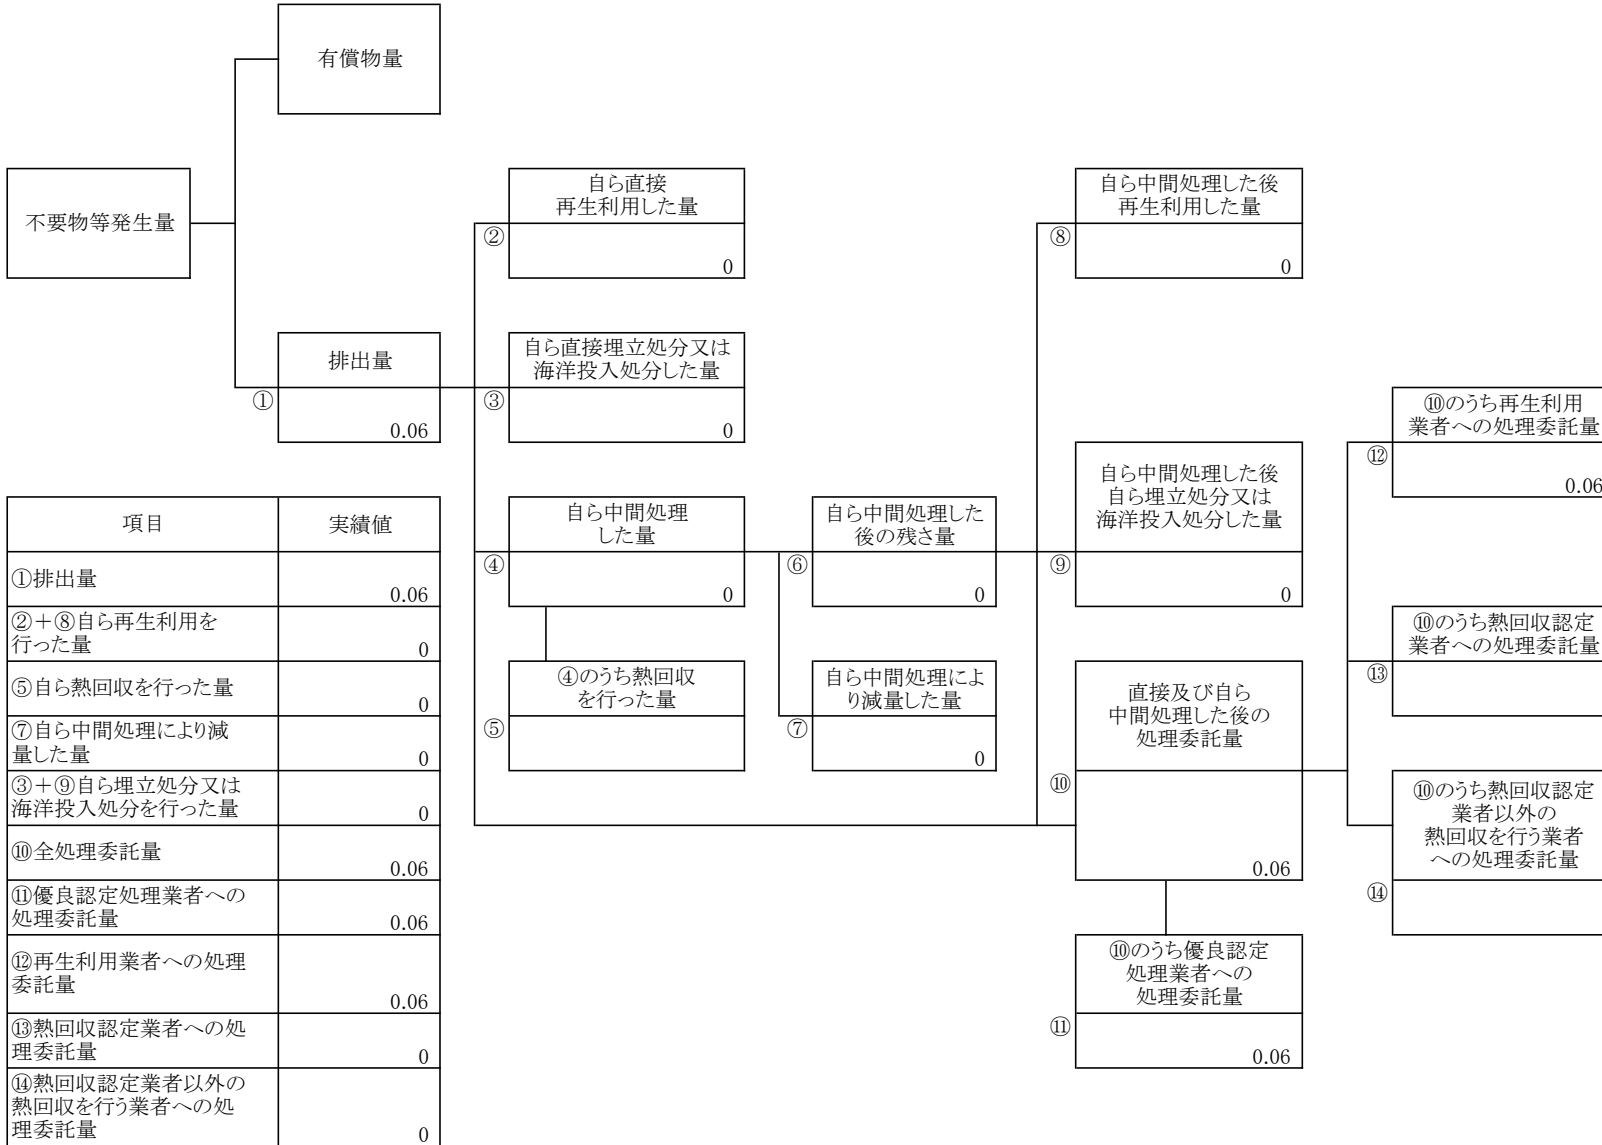 有償物量
不要物等発生量
自ら直接
再生利用した量
②
0
自ら中間処理した後
再生利用した量
⑧
0
排出量
①
0.06
自ら直接埋立処分又は
海洋投入処分した量
③
0
⑩のうち再生利用
業者への処理委託量
⑫
0.06
自ら中間処理
した量
④
0
自ら中間処理した
後の残さ量
⑥
0
自ら中間処理した後
自ら埋立処分又は
海洋投入処分した量
⑨
0
⑩のうち熱回収認定
業者への処理委託量
⑬
④のうち熱回収
を行った量
⑤
自ら中間処理によ
り減量した量
⑦
0
直接及び自ら
中間処理した後の
処理委託量
⑩
0.06
⑩のうち熱回収認定
業者以外の
熱回収を行う業者
への処理委託量
⑭
⑩のうち優良認定
処理業者への
処理委託量
⑪
0.06
項目 実績値
①排出量
0.06
②+⑧自ら再生利用を
行った量
0
⑤自ら熱回収を行った量
0
⑦自ら中間処理により減
量した量
0
③+⑨自ら埋立処分又は
海洋投入処分を行った量
0
⑩全処理委託量
0.06
⑪優良認定処理業者への
処理委託量
0.06
⑫再生利用業者への処理
委託量
0.06
⑬熱回収認定業者への処
理委託量
0
⑭熱回収認定業者以外の
熱回収を行う業者への処
理委託量
0